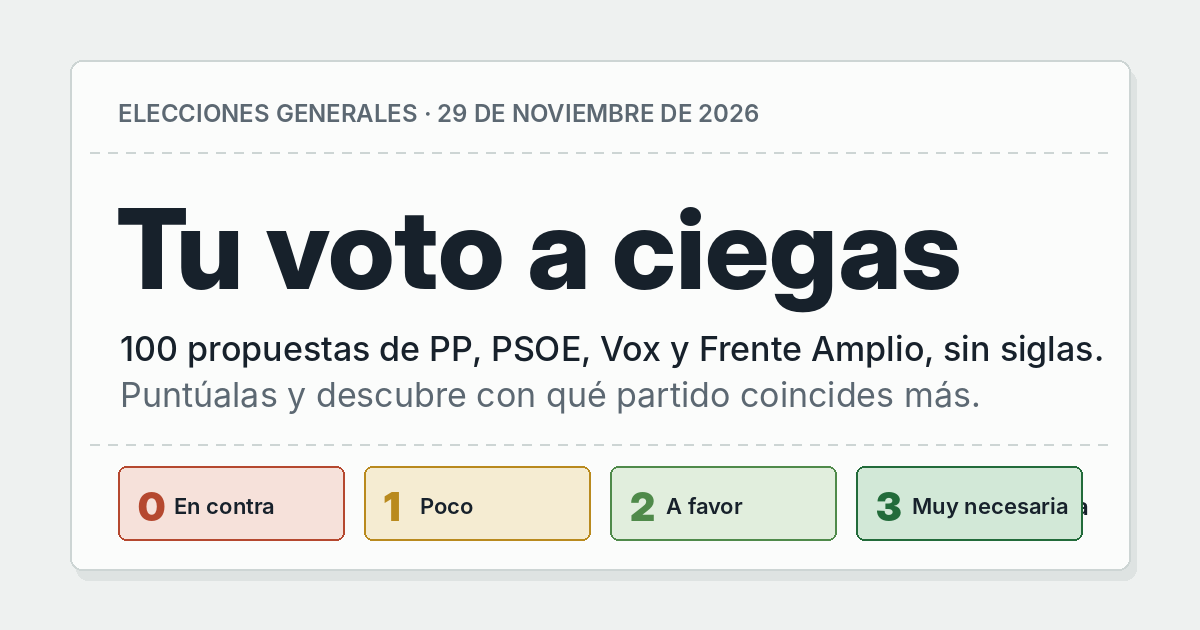 ELECCIONES GENERALES · 29 DE NOVIEMBRE DE 2026
Tu voto a ciegas
100 propuestas de PP, PSOE, Vox y Frente Amplio, sin siglas.
Puntúalas y descubre con qué partido coincides más.
0 En contra
1 Poco
2 A favor
3 Muy necesaria